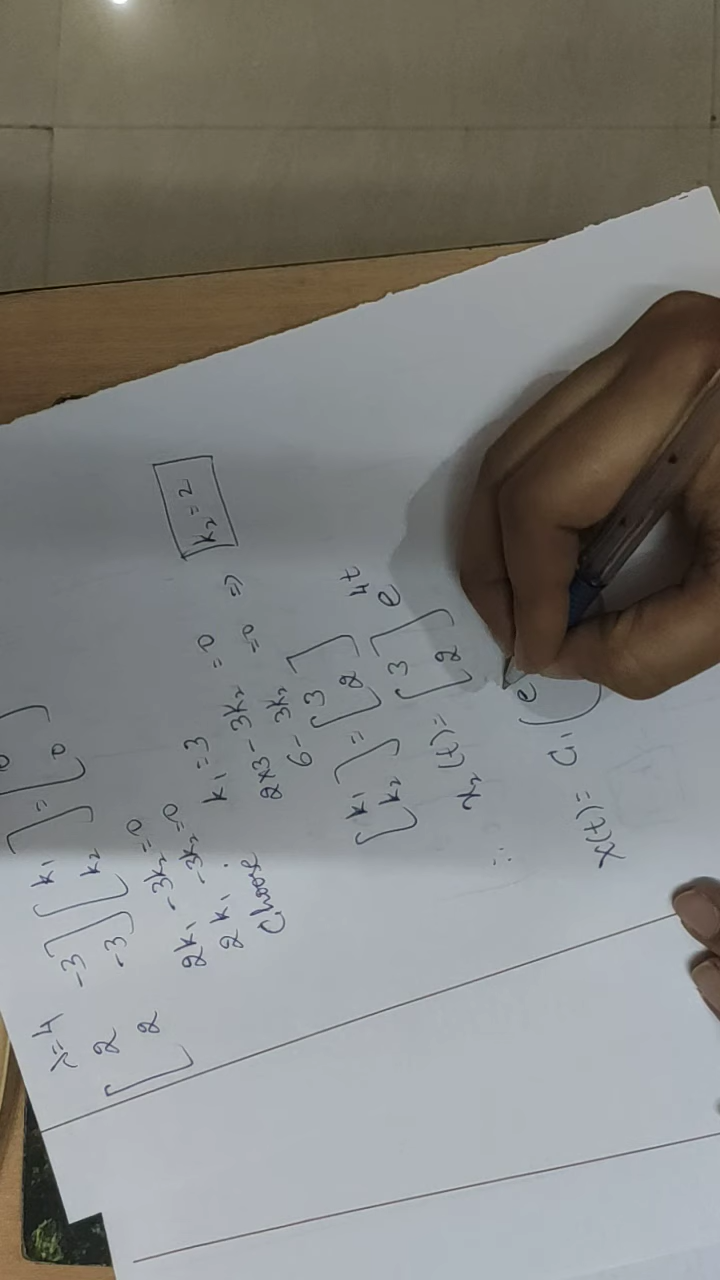 λ=4
[2 -3
2 -3] [k₁
k₂] = [0
0]
2k₁ - 3k₂ = 0
2k₁ - 3k₂ = 0
Choose k₁ = 3
2×3 - 3k₂ = 0
6 - 3k₂ = 0 ⇒ k₂ = 2
[k₁
k₂] = [3
2]
∴ x₂(t) = [3
2] e⁴ᵗ
X(t) = C₁ (e